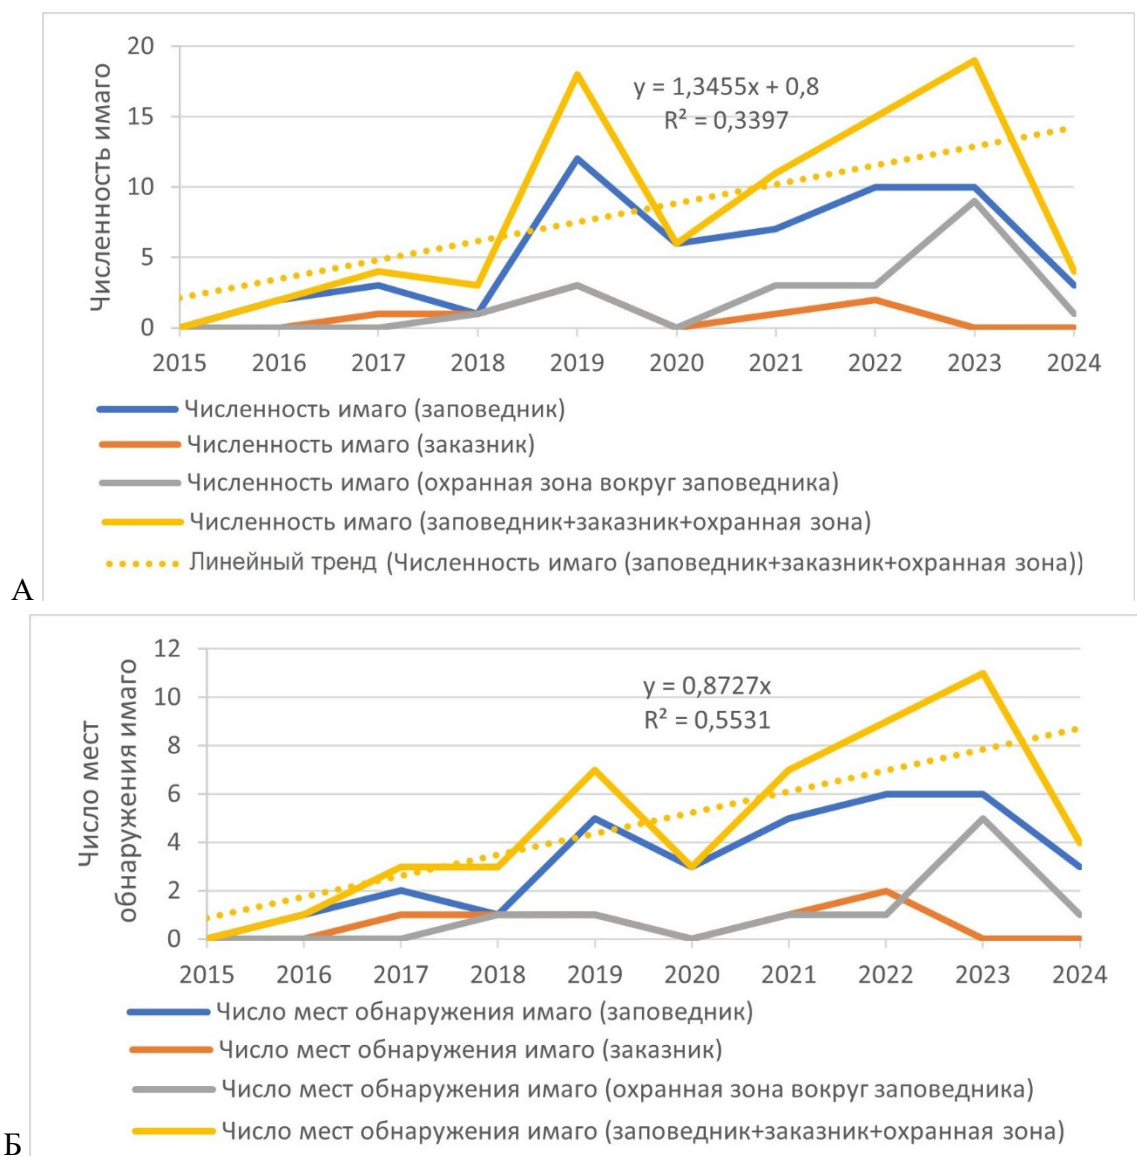 20
15
10
5
0
Численность имаго
y = 1,3455x + 0,8
R² = 0,3397
2015 2016 2017 2018 2019 2020 2021 2022 2023 2024
Численность имаго (заповедник)
Численность имаго (заказник)
Численность имаго (охранная зона вокруг заповедника)
Численность имаго (заповедник+заказник+охранная зона)
Линейный тренд (Численность имаго (заповедник+заказник+охранная зона))
А
12
10
8
6
4
2
0
Число мест
обнаружения имаго
y = 0,8727x
R² = 0,5531
2015 2016 2017 2018 2019 2020 2021 2022 2023 2024
Число мест обнаружения имаго (заповедник)
Число мест обнаружения имаго (заказник)
Число мест обнаружения имаго (охранная зона вокруг заповедника)
Число мест обнаружения имаго (заповедник+заказник+охранная зона)
Б